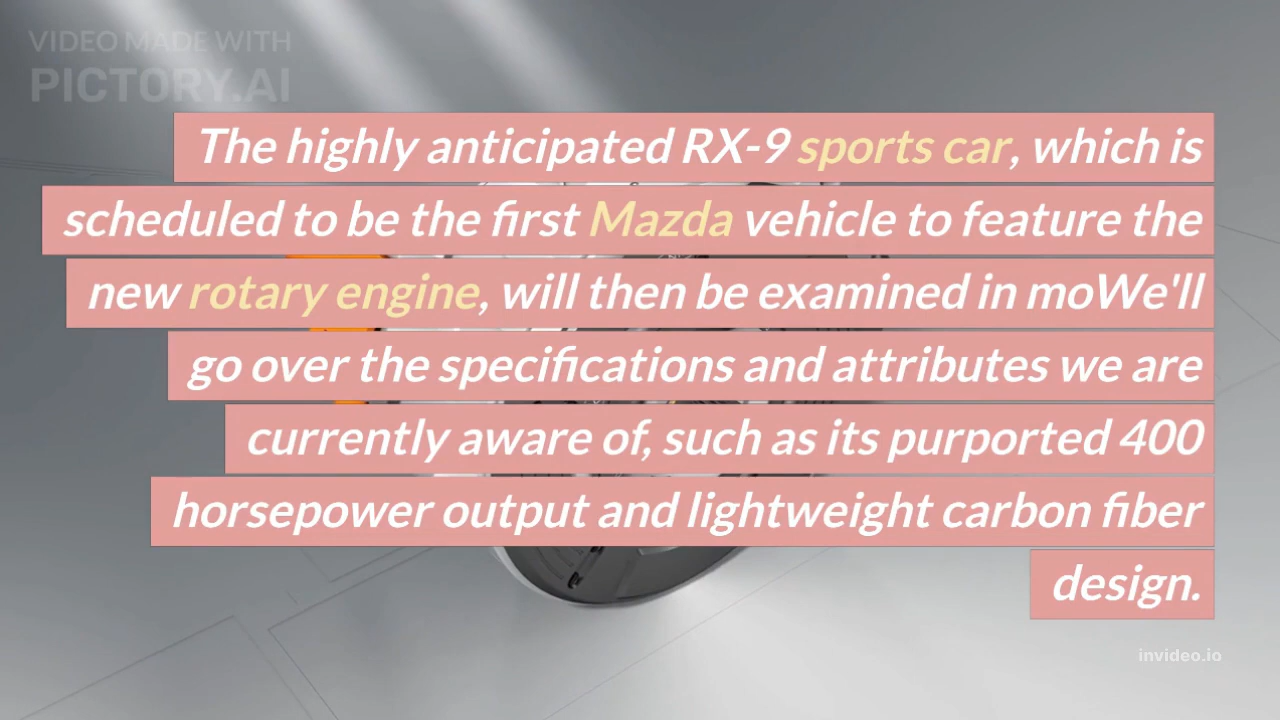 VIDEO MADE WITH
PICTORY.AI
The highly anticipated RX-9 sports car, which is
scheduled to be the first Mazda vehicle to feature the
new rotary engine, will then be examined in moWe'll
go over the specifications and attributes we are
currently aware of, such as its purported 400
horsepower output and lightweight carbon fiber
design.
invideo.io